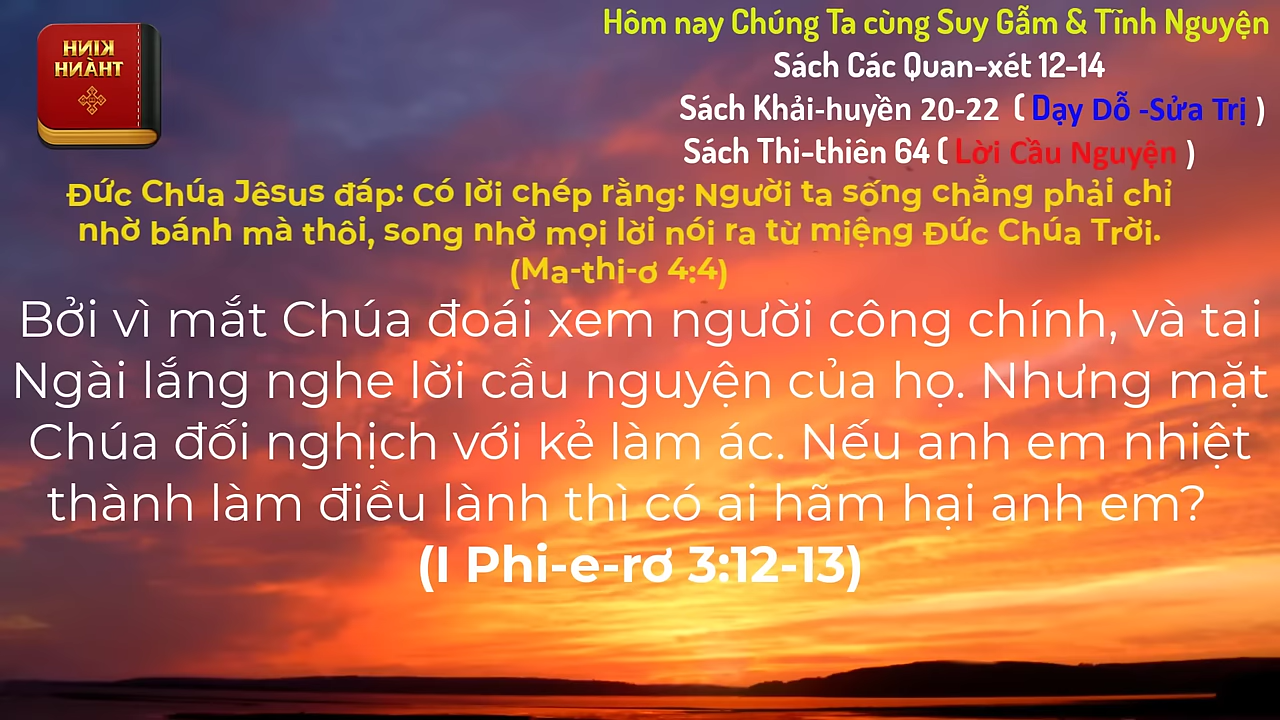 KINH
THÀNH
Hôm nay Chúng Ta cùng Suy Gẫm & Tĩnh Nguyện
Sách Các Quan-xét 12-14
Sách Khải-huyền 20-22 ( Dạy Dỗ -Sửa Trị )
Sách Thi-thiên 64 ( Lời Cầu Nguyện )
Đức Chúa Jêsus đáp: Có lời chép rằng: Người ta sống chẳng phải chỉ
nhờ bánh mà thôi, song nhờ mọi lời nói ra từ miệng Đức Chúa Trời.
(Ma-thi-ơ 4:4)
Bởi vì mắt Chúa đoái xem người công chính, và tai
Ngài lắng nghe lời cầu nguyện của họ. Nhưng mặt
Chúa đối nghịch với kẻ làm ác. Nếu anh em nhiệt
thành làm điều lành thì có ai hãm hại anh em?
(I Phi-e-rơ 3:12-13)